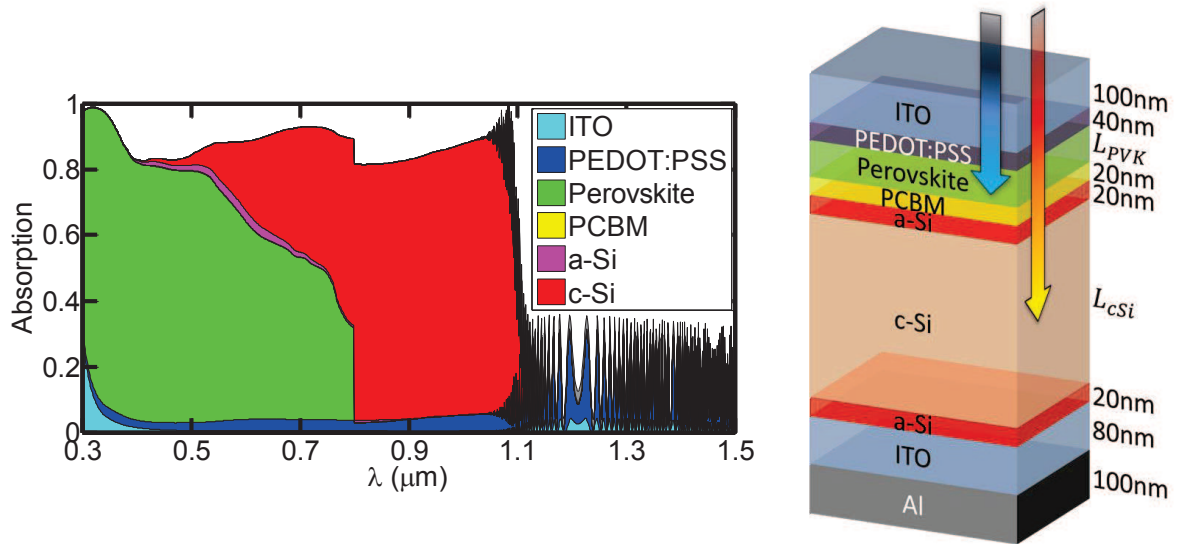 Absorption
1
0.8
0.6
0.4
0.2
0
0.3
0.5
0.7
0.9
1.1
1.3
1.5
λ (μm)
ITO
PEDOT:PSS
Perovskite
PCBM
a-Si
c-Si
ITO
PEDOT:PSS
Perovskite
PCBM
a-Si
c-Si
a-Si
ITO
Al
100nm
40nm
L_PVK
20nm
20nm
L_cSi
20nm
80nm
100nm